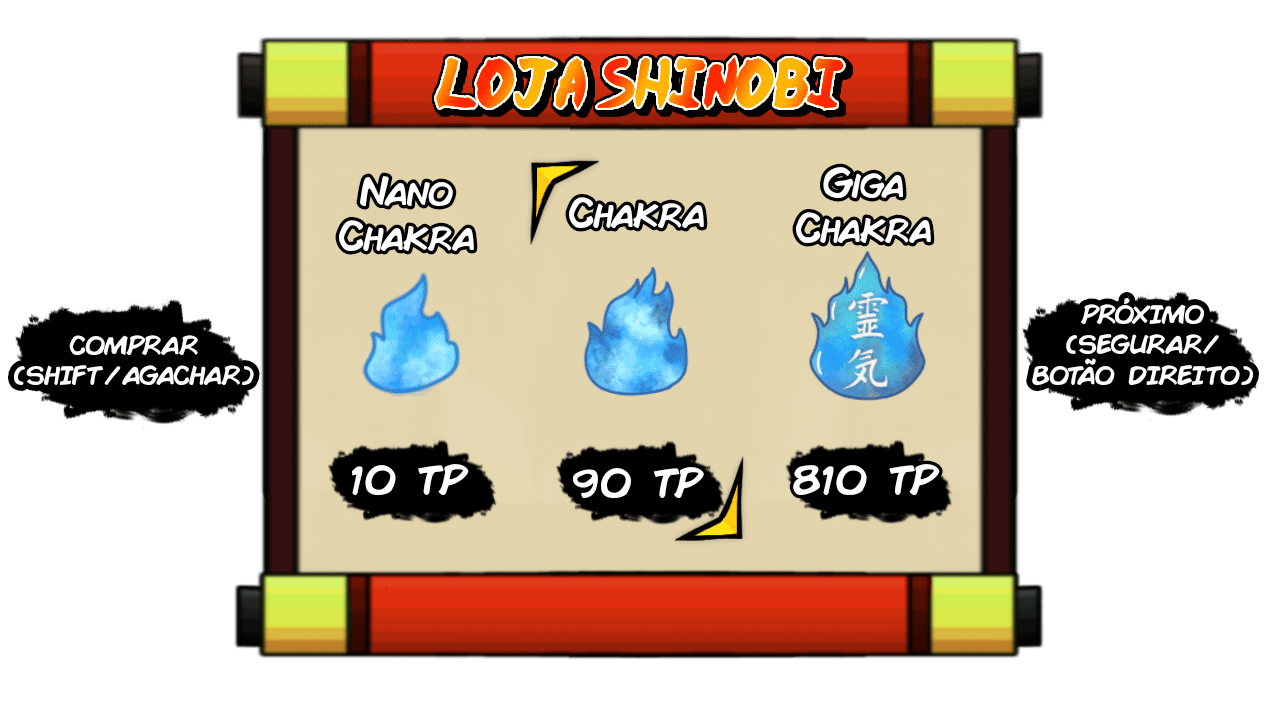 LOJA SHINOBI
NANO
CHAKRA
CHAKRA
GIGA
CHAKRA
霊
気
10 TP
90 TP
810 TP
COMPRAR
(SHIFT/AGACHAR)
PRÓXIMO
(SEGURAR/
BOTÃO DIREITO)